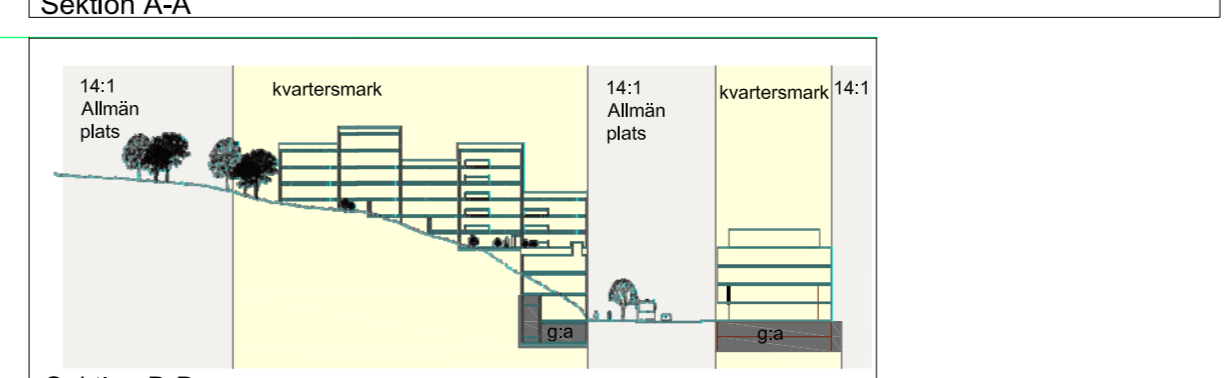 Sektion A-A
14:1
Allmän
plats
kvartersmark
14:1
Allmän
plats
kvartersmark
14:1
g:a
g:a